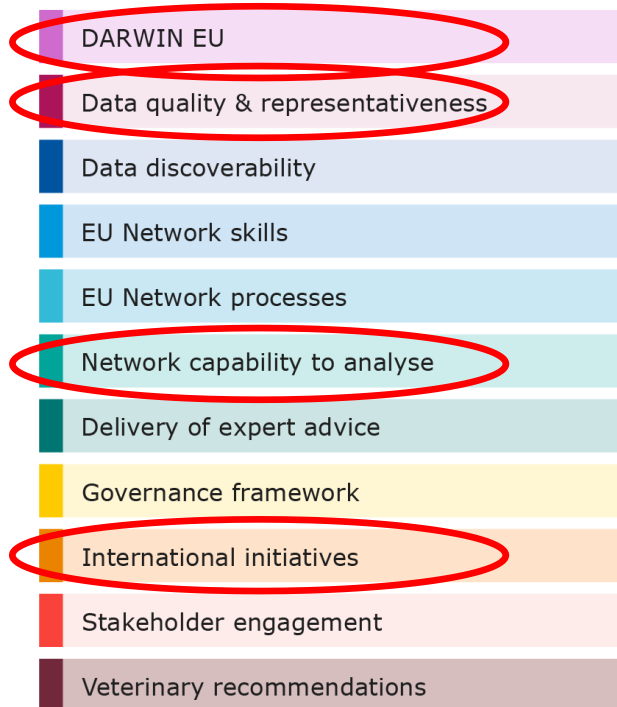 DARWIN EU
Data quality & representativeness
Data discoverability
EU Network skills
EU Network processes
Network capability to analyse
Delivery of expert advice
Governance framework
International initiatives
Stakeholder engagement
Veterinary recommendations